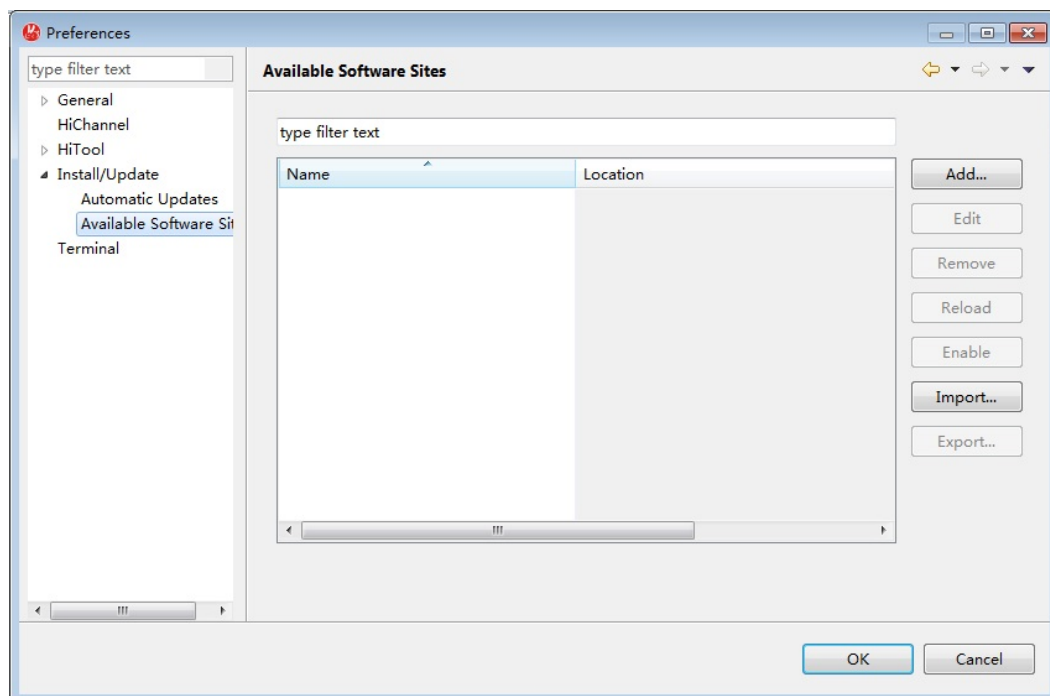 Preferences
type filter text
General
HiChannel
HiTool
Install/Update
Automatic Updates
Available Software Sit
Terminal
Available Software Sites
type filter text
Name Location
Add...
Edit
Remove
Reload
Enable
Import...
Export...
OK Cancel